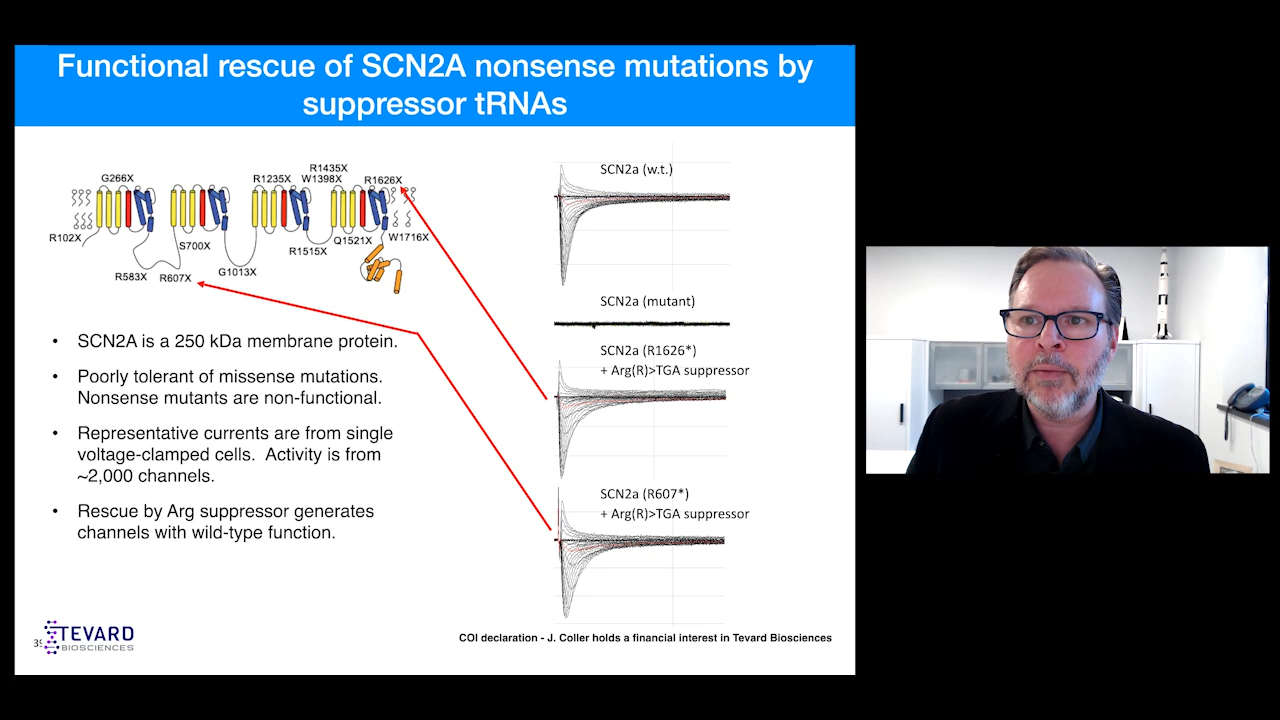 Functional rescue of SCN2A nonsense mutations by
suppressor tRNAs
G266X
R1235X
R1435X
W1398X
R1626X
R102X
R583X
R607X
S700X
G1013X
R1515X
Q1521X
W1716X
• SCN2A is a 250 kDa membrane protein.
• Poorly tolerant of missense mutations.
Nonsense mutants are non-functional.
• Representative currents are from single
voltage-clamped cells. Activity is from
~2,000 channels.
• Rescue by Arg suppressor generates
channels with wild-type function.
SCN2a (w.t.)
SCN2a (mutant)
SCN2a (R1626*)
+ Arg(R)>TGA suppressor
SCN2a (R607*)
+ Arg(R)>TGA suppressor
TEVARD
BIOSCIENCES
COI declaration - J. Coller holds a financial interest in Tevard Biosciences